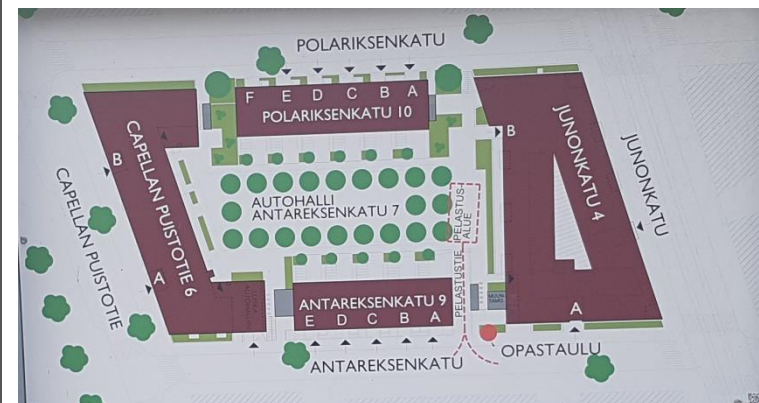 POLARIKSENKATU
F E D C B A
POLARIKSENKATU 10
CAPELLAN PUISTOTIE
B
CAPELLAN PUISTOTIE 6
A
AUTOHALLI
ANTAREKSENKATU 7
PELASTUS-
ALUE
PELASTUSTIE
B
JUNONKATU 4
JUNONKATU
A
ANTAREKSENKATU 9
E D C B A
ANTAREKSENKATU
OPASTAULU